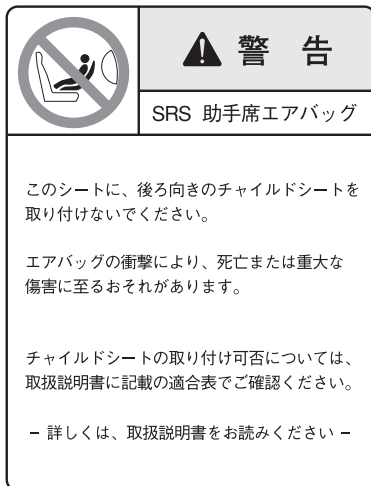 警告
SRS 助手席エアバッグ
このシートに、後ろ向きのチャイルドシートを
取り付けないでください。
エアバッグの衝撃により、死亡または重大な
傷害に至るおそれがあります。
チャイルドシートの取り付け可否については、
取扱説明書に記載の適合表でご確認ください。
− 詳しくは、取扱説明書をお読みください −